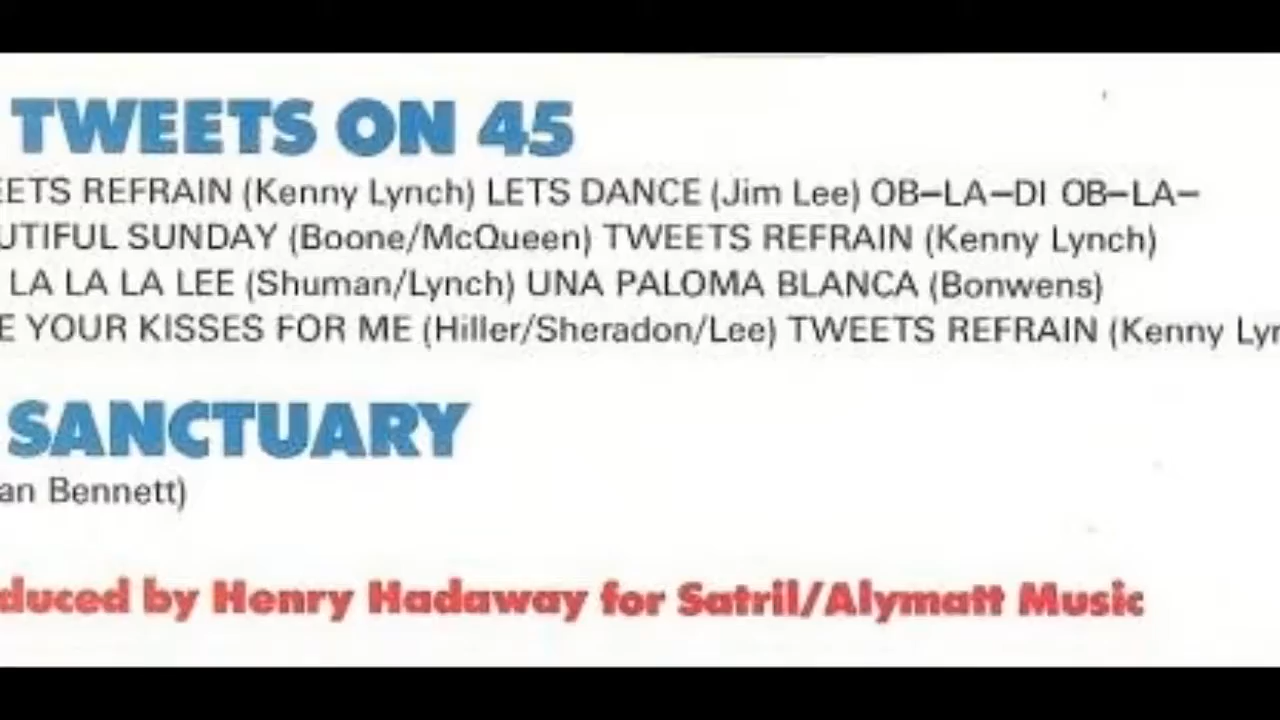 TWEETS ON 45
EETS REFRAIN (Kenny Lynch) LETS DANCE (Jim Lee) OB–LA–DI OB–LA–
UTIFUL SUNDAY (Boone/McQueen) TWEETS REFRAIN (Kenny Lynch)
LA LA LA LEE (Shuman/Lynch) UNA PALOMA BLANCA (Bonwens)
E YOUR KISSES FOR ME (Hiller/Sheradon/Lee) TWEETS REFRAIN (Kenny Lyn
SANCTUARY
an Bennett)
duced by Henry Hadaway for Satril/Alymatt Music